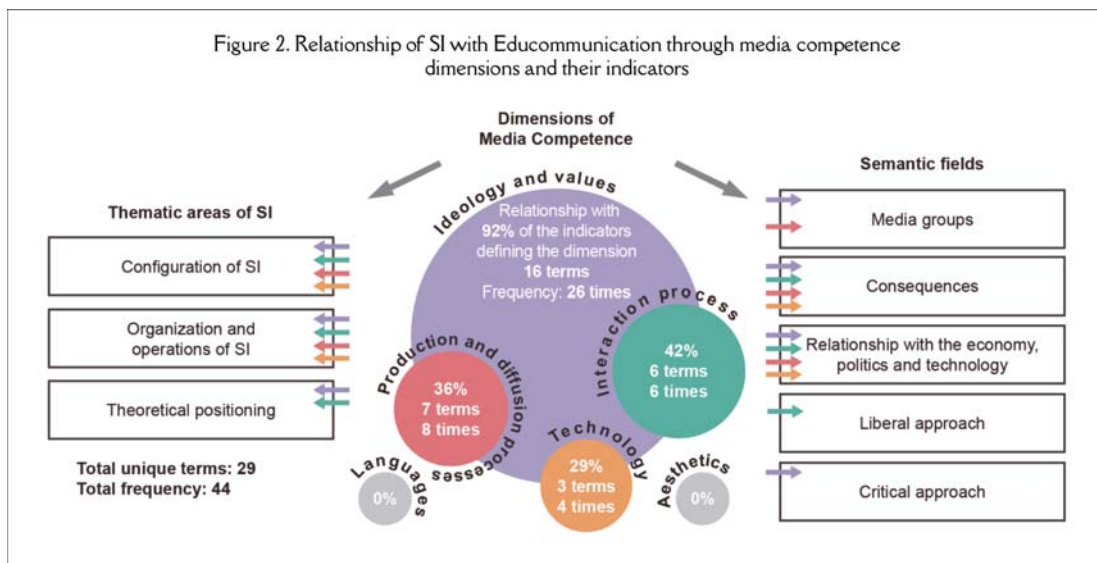 Figure 2. Relationship of SI with Educommunication through media competence
dimensions and their indicators
Dimensions of
Media Competence
Thematic areas of SI
Configuration of SI
Organization and
operations of SI
Theoretical positioning
Total unique terms: 29
Total frequency: 44
Ideology and values
Relationship with
92% of the indicators
defining the dimension
16 terms
Frequency: 26 times
Interaction process
42%
6 terms
6 times
Production and diffusion processes
36%
7 terms
8 times
Languages
0%
Technology
29%
3 terms
4 times
Aesthetics
0%
Semantic fields
Media groups
Consequences
Relationship with the economy,
politics and technology
Liberal approach
Critical approach